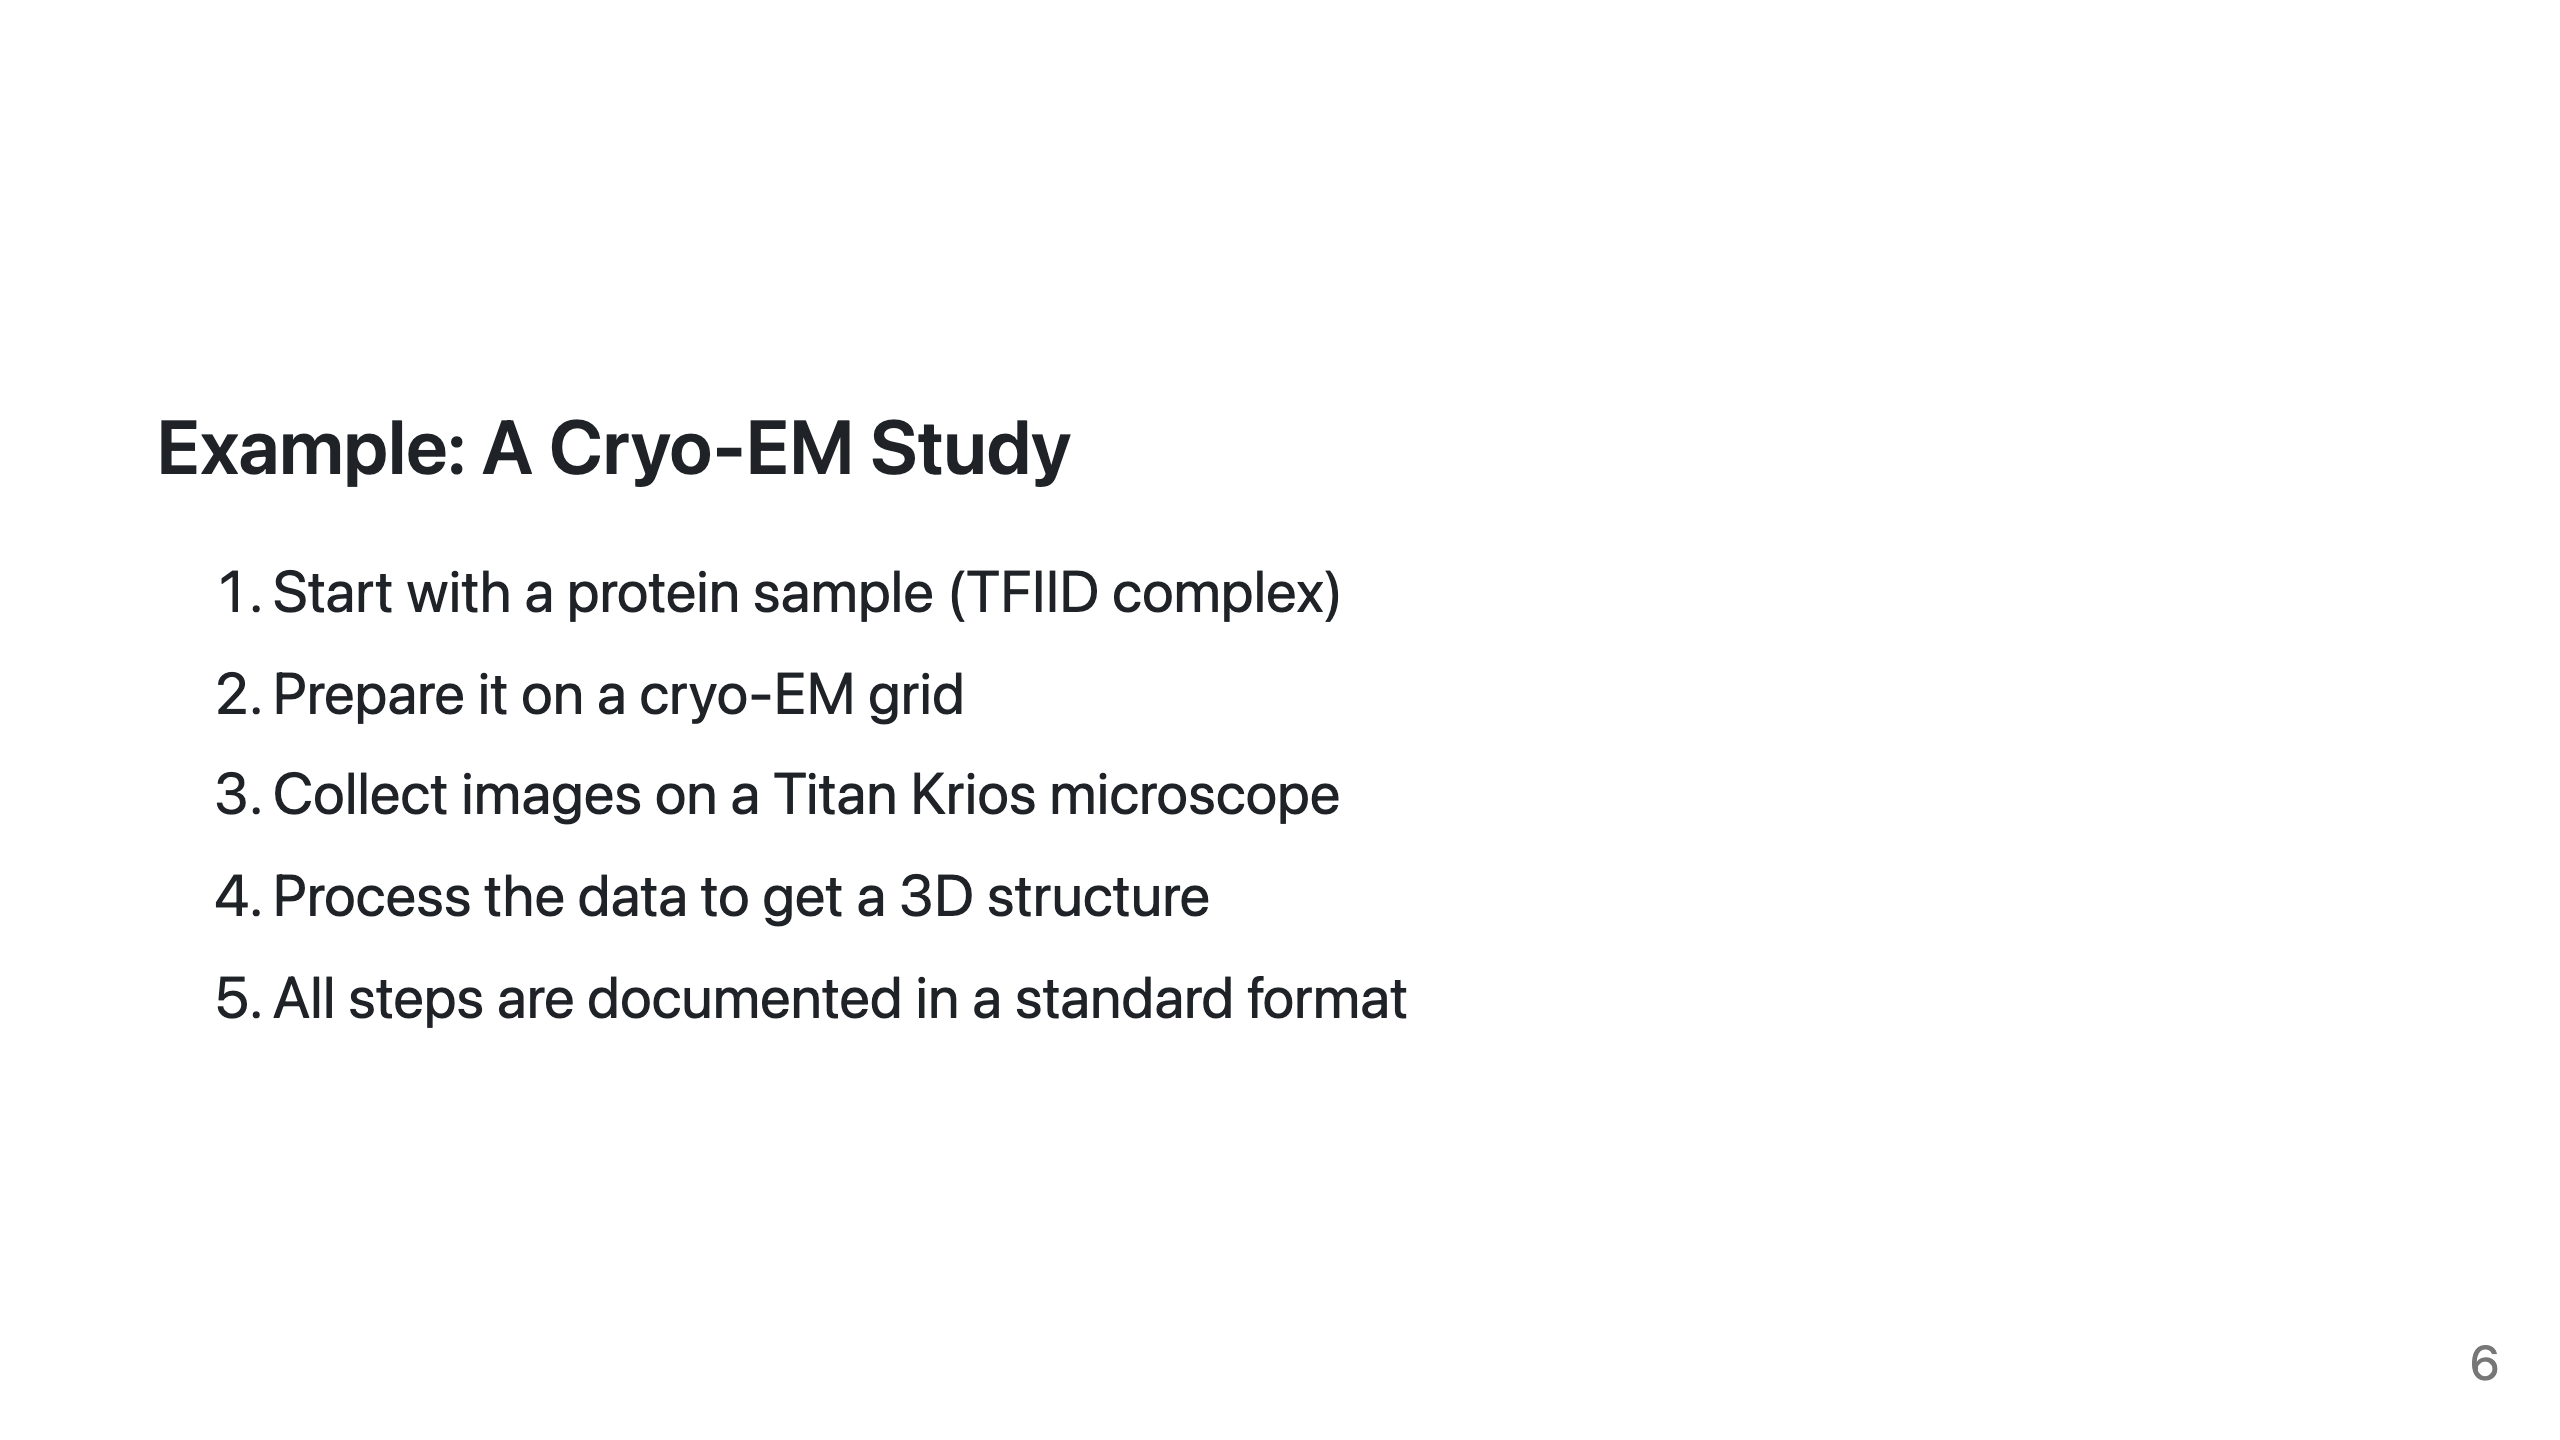 Example: A Cryo-EM Study
1. Start with a protein sample (TFIID complex)
2. Prepare it on a cryo-EM grid
3. Collect images on a Titan Krios microscope
4. Process the data to get a 3D structure
5. All steps are documented in a standard format
6